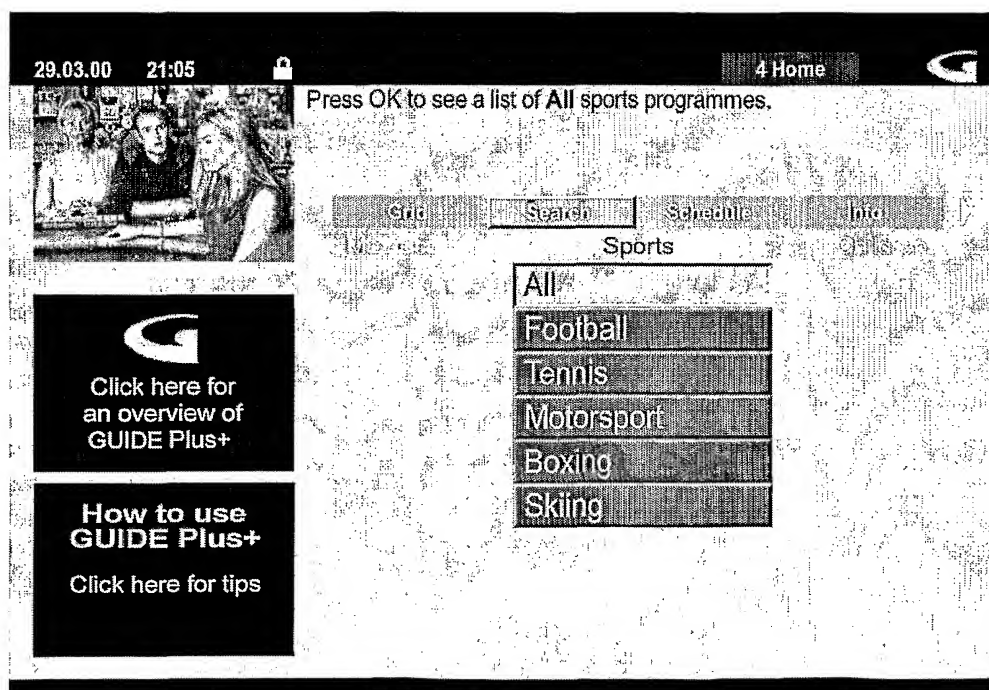 29.03.00 21:05
4 Home
Press OK to see a list of All sports programmes.
Grid Search Schedule Info
Sports
All
Football
Tennis
Motorsport
Boxing
Skiing
Click here for
an overview of
GUIDE Plus+
How to use
GUIDE Plus+
Click here for tips